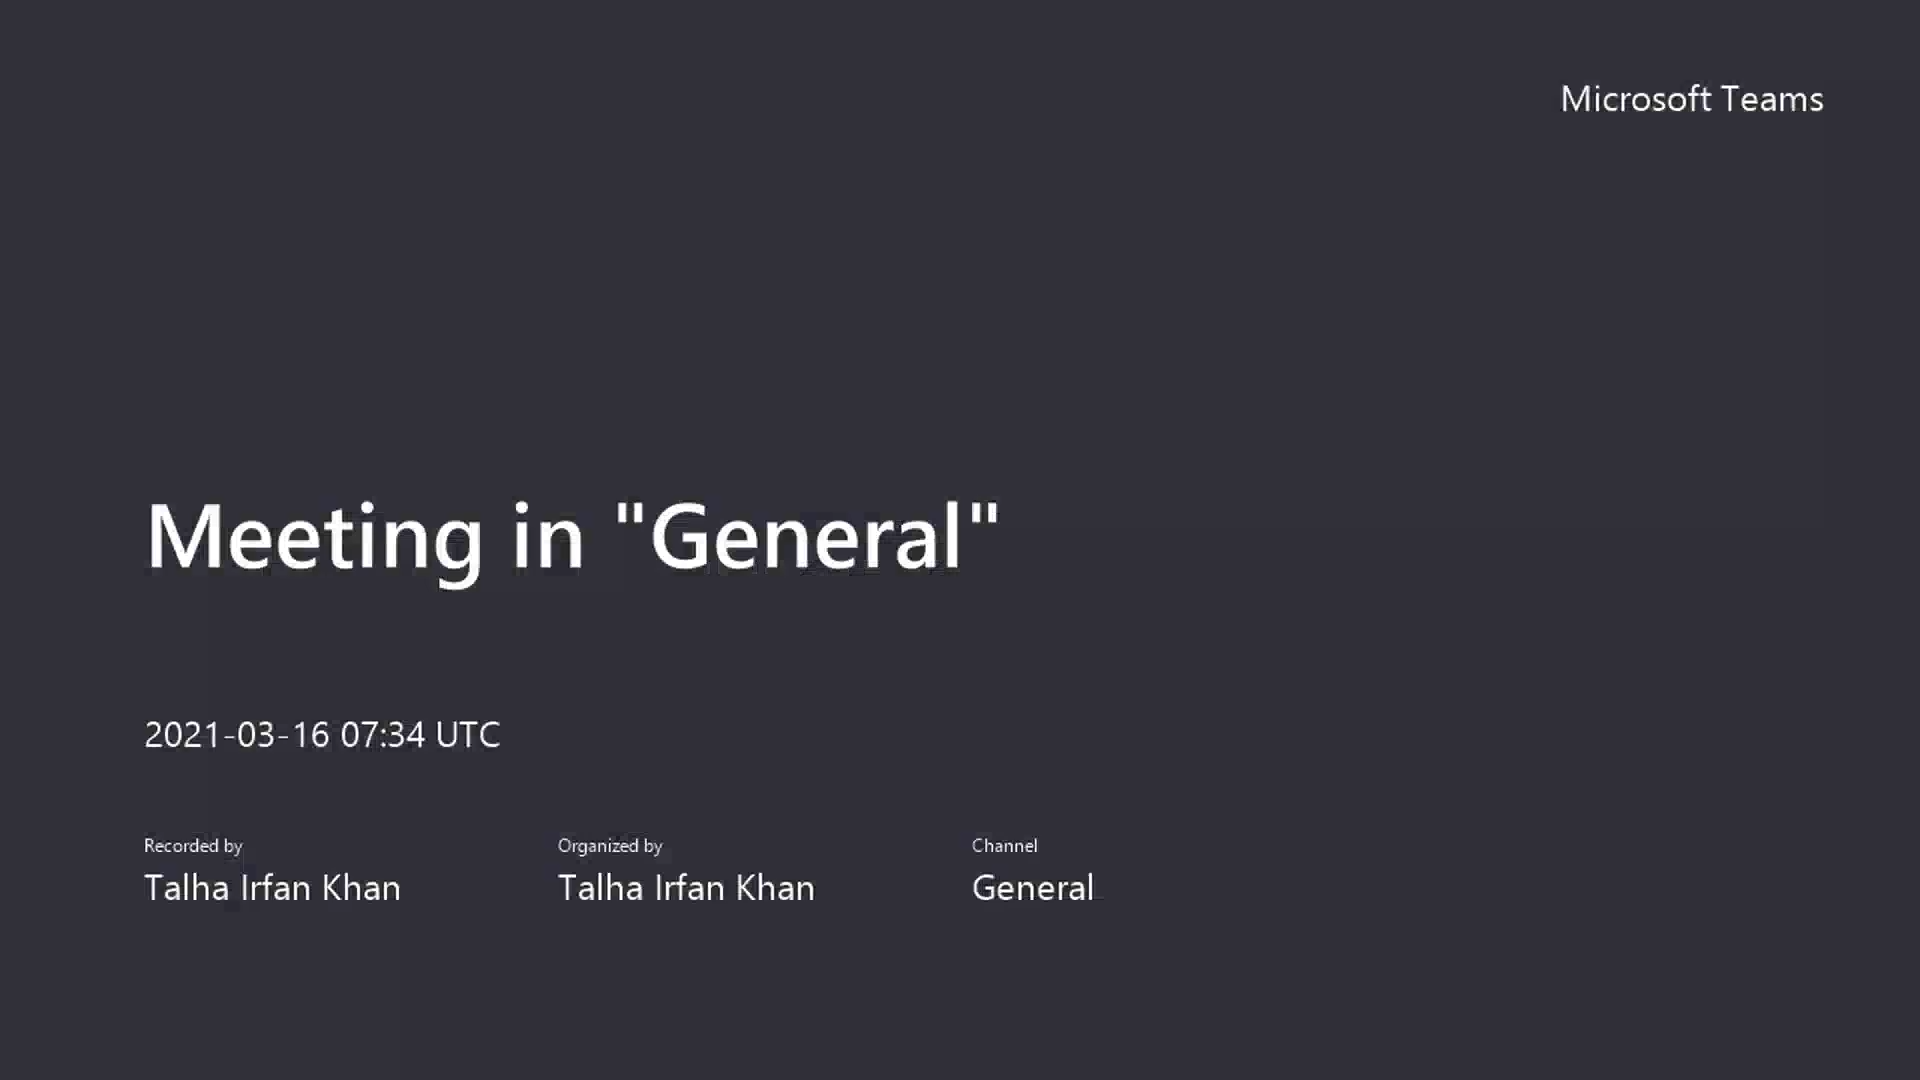 Microsoft Teams
Meeting in "General"
2021-03-16 07:34 UTC
Recorded by
Talha Irfan Khan
Organized by
Talha Irfan Khan
Channel
General